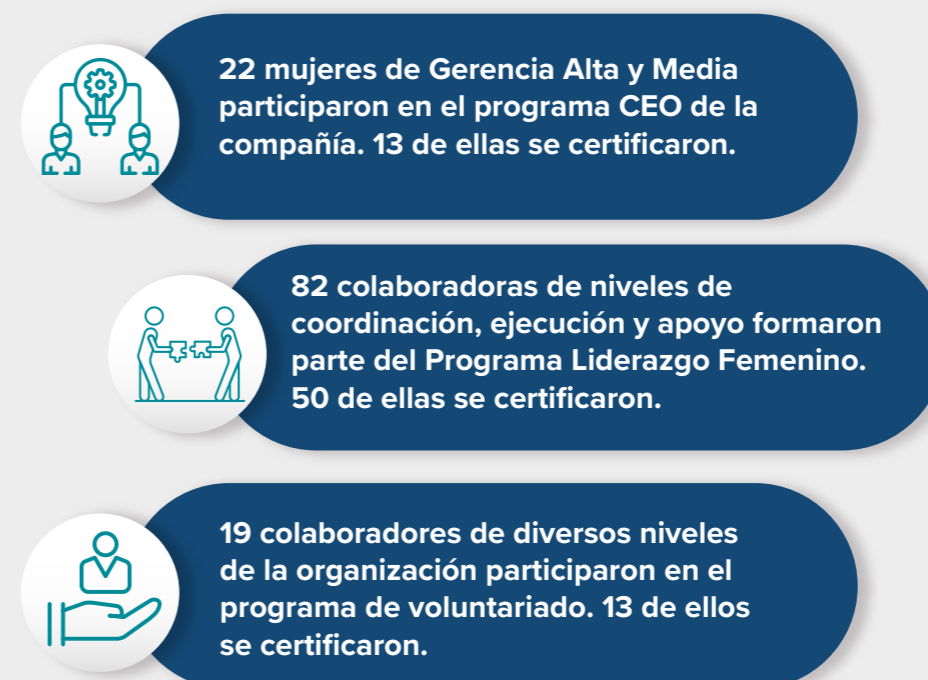 22 mujeres de Gerencia Alta y Media
participaron en el programa CEO de la
compañía. 13 de ellas se certificaron.
82 colaboradoras de niveles de
coordinación, ejecución y apoyo formaron
parte del Programa Liderazgo Femenino.
50 de ellas se certificaron.
19 colaboradores de diversos niveles
de la organización participaron en el
programa de voluntariado. 13 de ellos
se certificaron.